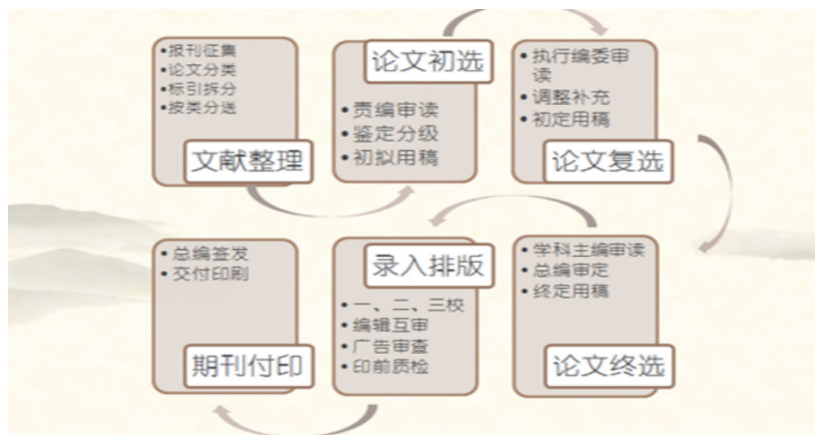 报刊征集
论文分类
标引拆分
按类分送
文献整理
论文初选
责编审读
鉴定分级
初拟用稿
执行编委审
读
调整补充
初定用稿
论文复选
学科主编审读
总编审定
终定用稿
论文终选
录入排版
一、二、三校
编辑互审
广告审查
印前质检
总编签发
交付印刷
期刊付印